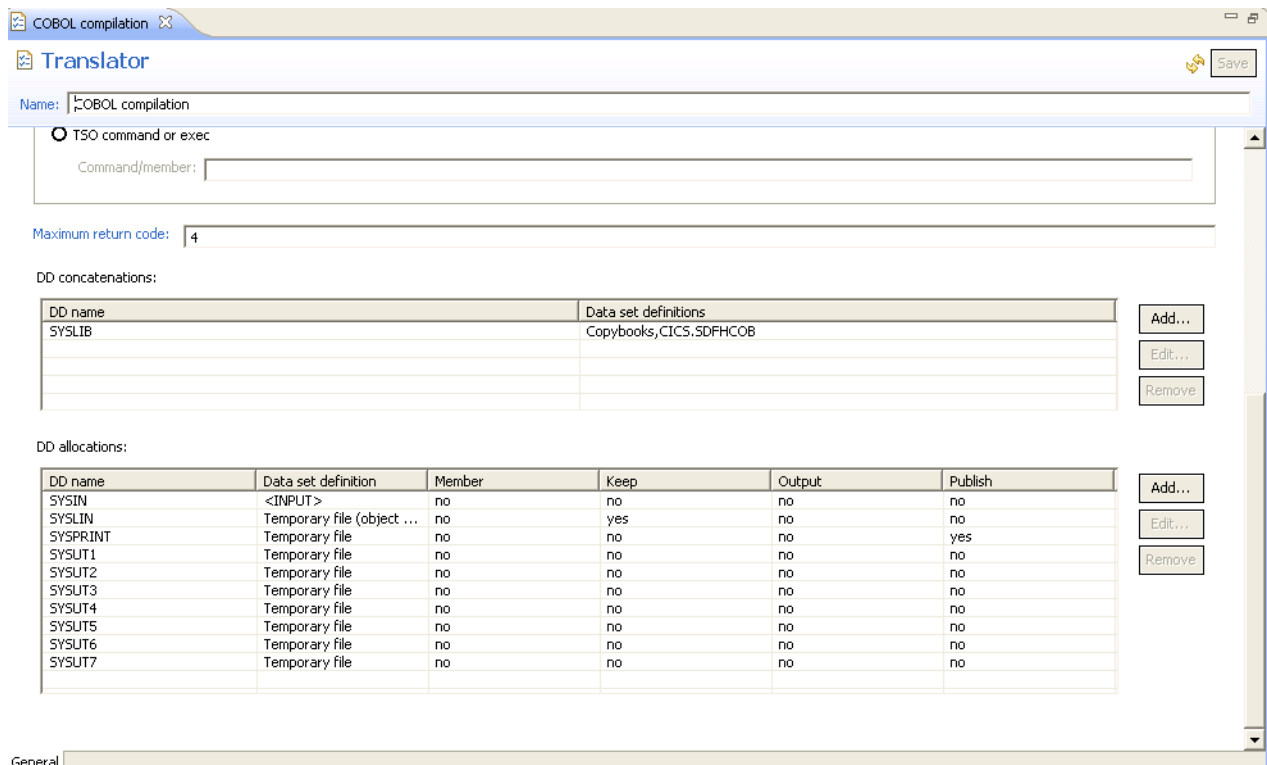 COBOL compilation
Translator
Save
Name: COBOL compilation
TSO command or exec
Command/member:
Maximum return code: 4
DD concatenations:
DD name Data set definitions
SYSLIB Copybooks,CICS.SDFHCOB
Add...
Edit...
Remove
DD allocations:
DD name Data set definition Member Keep Output Publish
SYSIN <INPUT> no no no no
SYSLIN Temporary file (object ... no yes no no
SYSPRINT Temporary file no no no yes
SYSUT1 Temporary file no no no no
SYSUT2 Temporary file no no no no
SYSUT3 Temporary file no no no no
SYSUT4 Temporary file no no no no
SYSUT5 Temporary file no no no no
SYSUT6 Temporary file no no no no
SYSUT7 Temporary file no no no no
Add...
Edit...
Remove
General